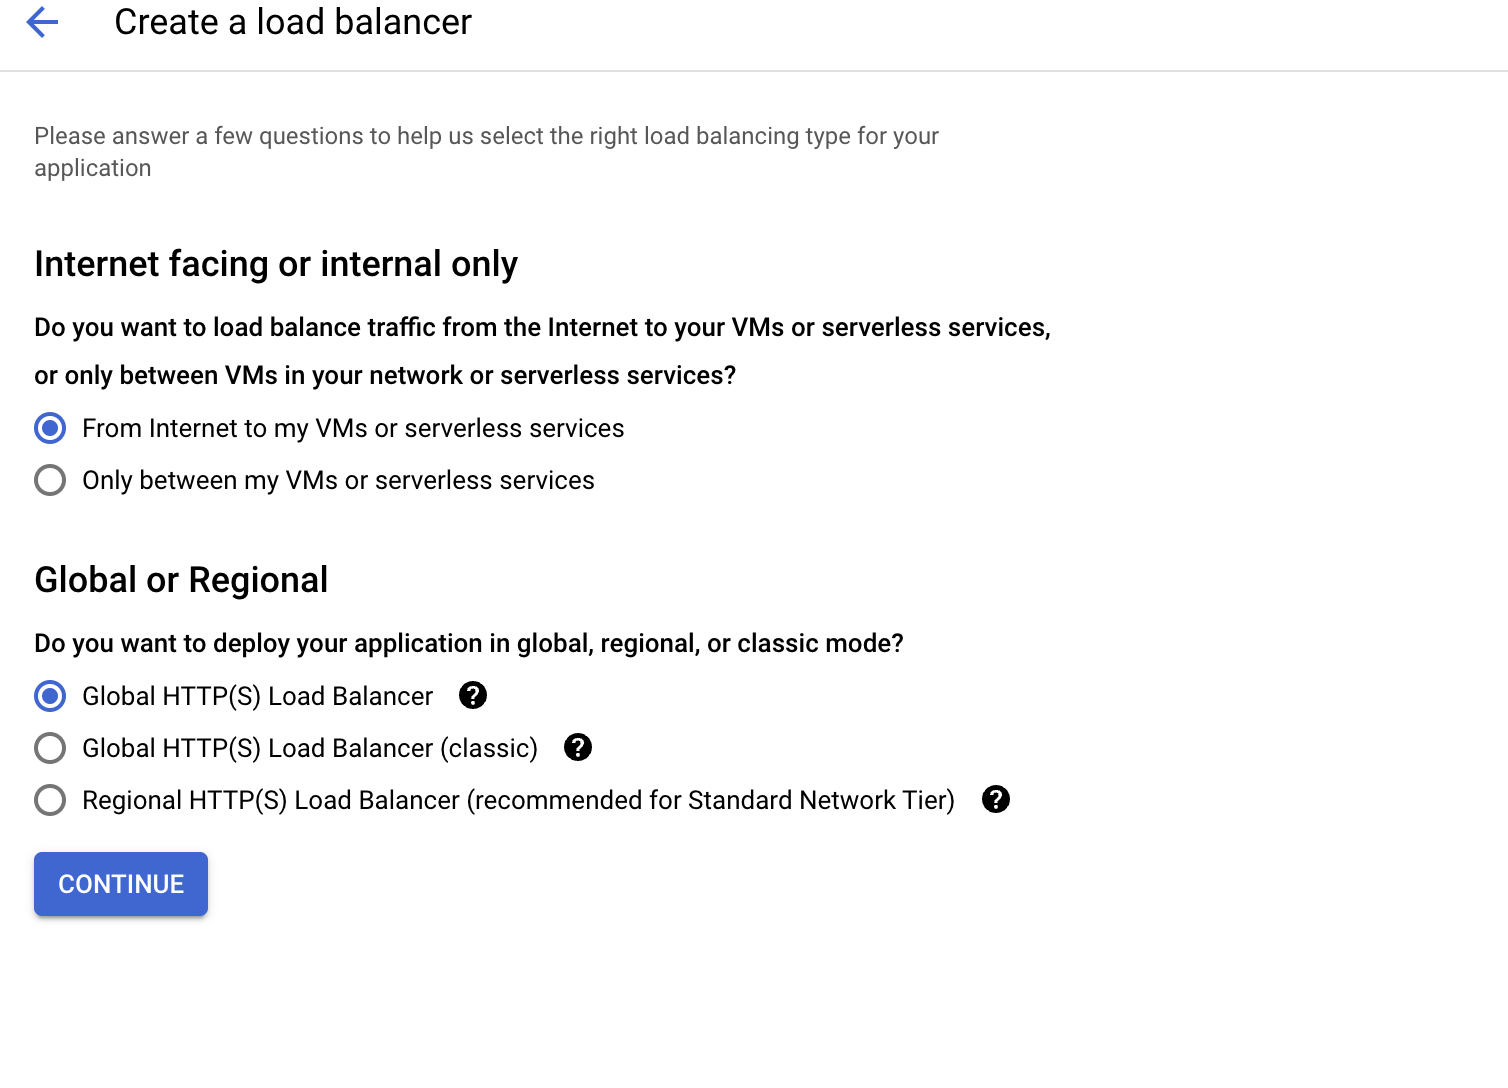 Create a load balancer
Please answer a few questions to help us select the right load balancing type for your
application
Internet facing or internal only
Do you want to load balance traffic from the Internet to your VMs or serverless services,
or only between VMs in your network or serverless services?
From Internet to my VMs or serverless services
Only between my VMs or serverless services
Global or Regional
Do you want to deploy your application in global, regional, or classic mode?
Global HTTP(S) Load Balancer ?
Global HTTP(S) Load Balancer (classic) ?
Regional HTTP(S) Load Balancer (recommended for Standard Network Tier) ?
CONTINUE